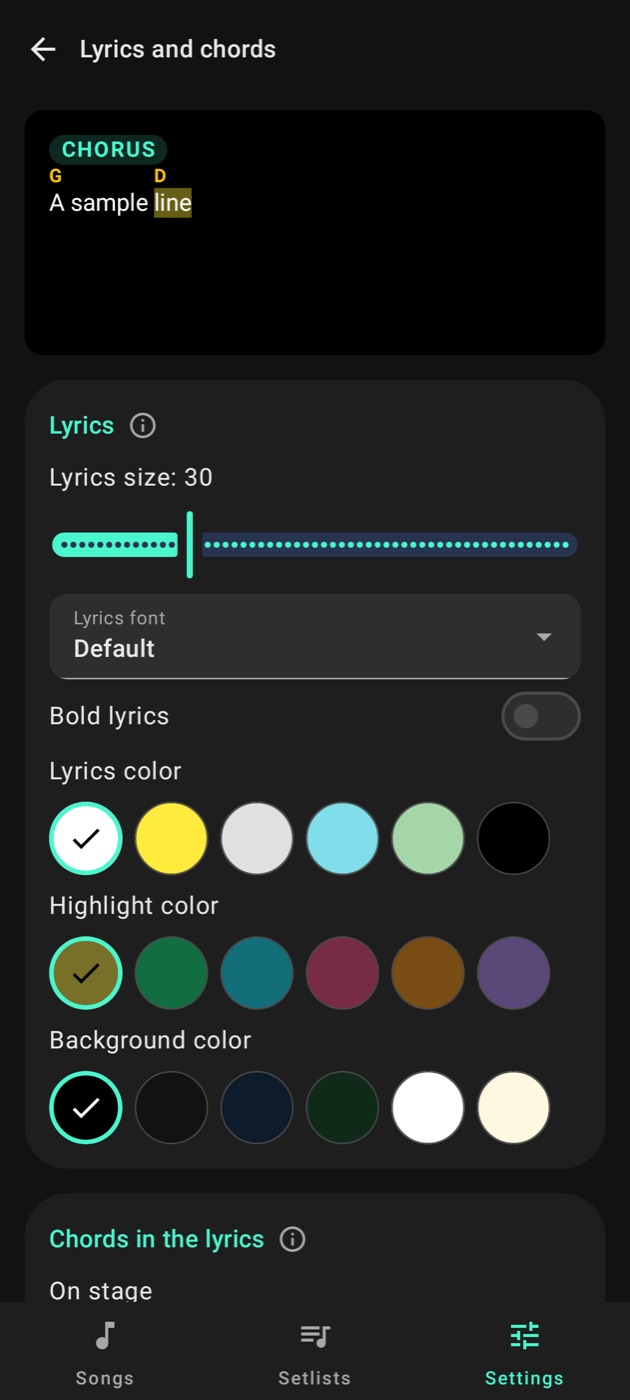 Lyrics and chords
CHORUS
G D
A sample line
Lyrics
Lyrics size: 30
Lyrics font
Default
Bold lyrics
Lyrics color
Highlight color
Background color
Chords in the lyrics
On stage
Songs Setlists Settings